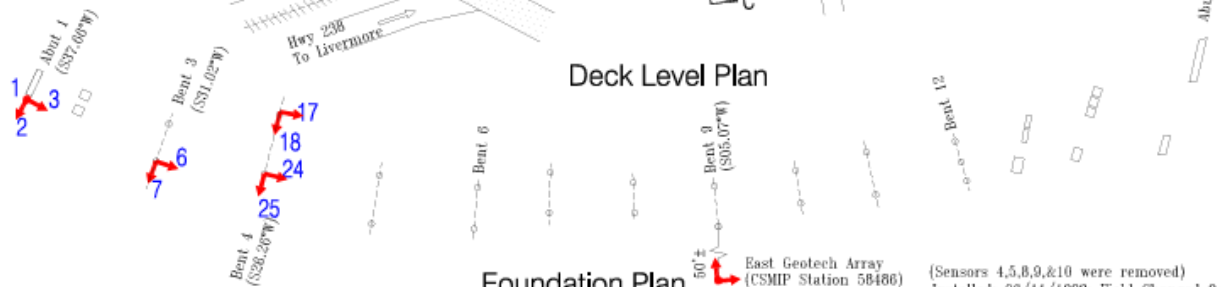 C
Abut 1
(S37.66°W)
Hwy 238
To Livermore
Deck Level Plan
1
2
3
Bent 3
(S31.02°W)
6
7
17
18
24
25
Bent 4
(S28.26°W)
Bent 6
Bent 9
(S05.07°W)
Bent 12
50'±
East Geotech Array
(CSMIP Station 58486)
Foundation Plan
(Sensors 4,5,8,9,&10 were removed)